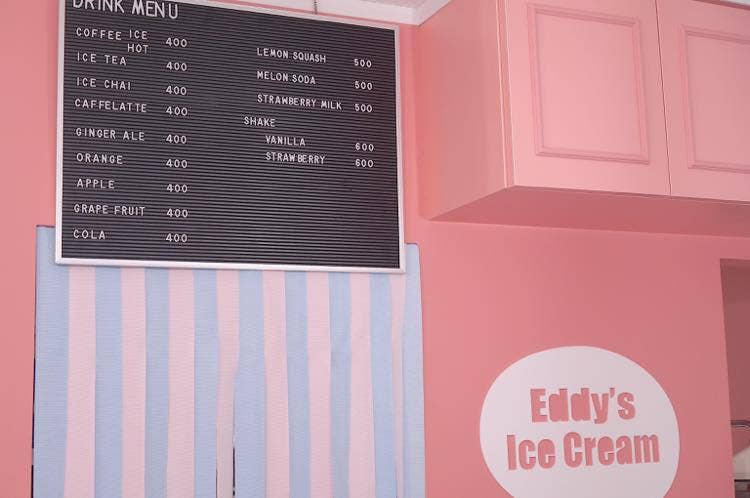 DRINK MENU
COFFEE ICE 400
HOT
ICE TEA 400
ICE CHAI 400
CAFFELATTE 400
GINGER ALE 400
ORANGE 400
APPLE 400
GRAPE FRUIT 400
COLA 400
LEMON SQUASH 500
MELON SODA 500
STRAWBERRY MILK 500
SHAKE
VANILLA 600
STRAWBERRY 600
Eddy's
Ice Cream